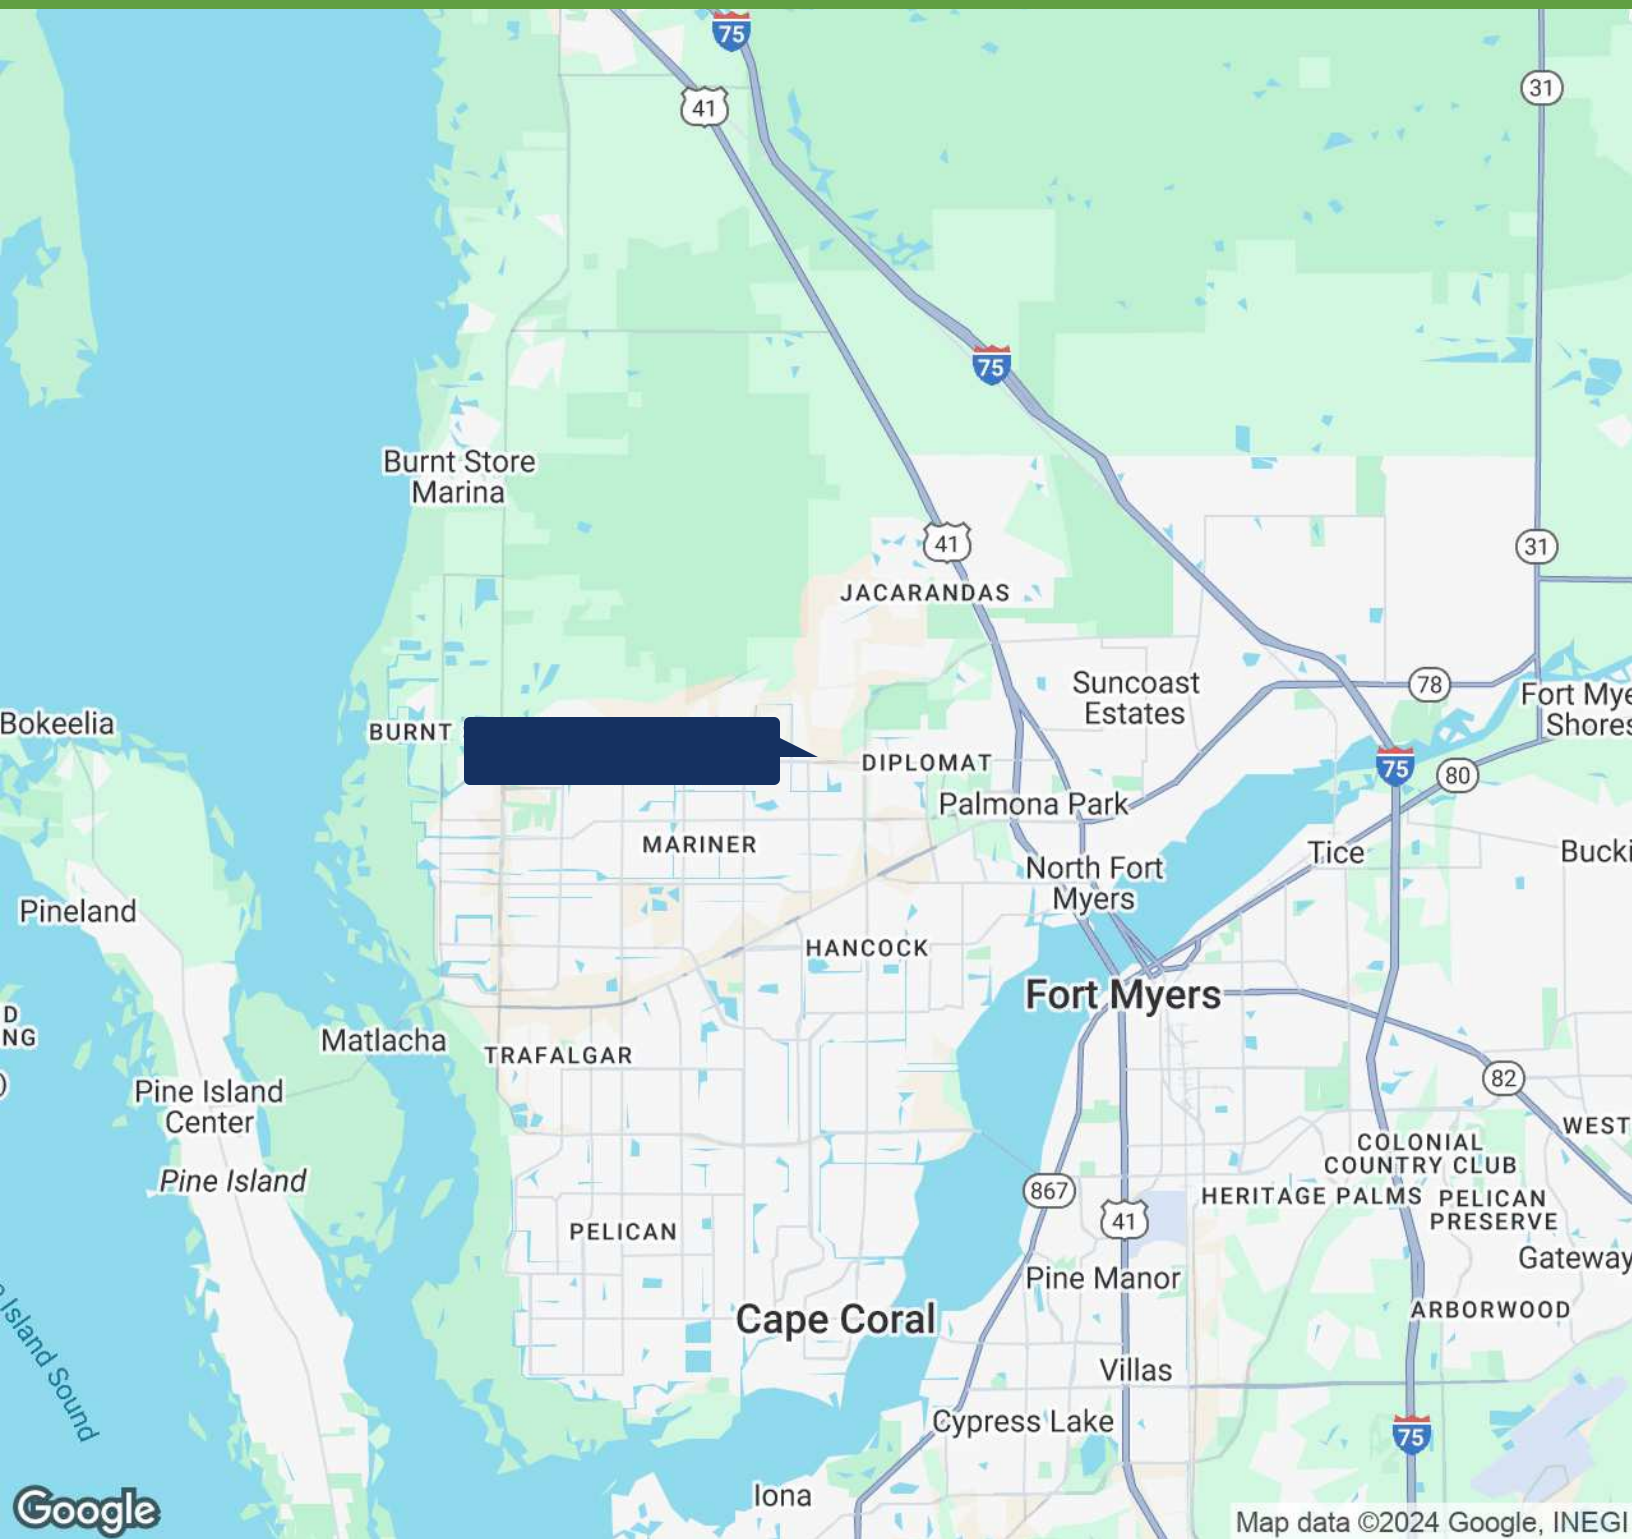 75
41
31
75
Burnt Store
Marina
41
31
JACARANDAS
Suncoast
Estates
78
Fort Mye
Shores
Bokeelia
BURNT
DIPLOMAT
75
80
Palmona Park
MARINER
Tice
Bucki
North Fort
Myers
Pineland
HANCOCK
Fort Myers
D
NG
)
Matlacha
TRAFALGAR
82
Pine Island
Center
WEST
COLONIAL
COUNTRY CLUB
Pine Island
867
HERITAGE PALMS
PELICAN
PRESERVE
41
PELICAN
Gateway
Pine Manor
ARBORWOOD
Cape Coral
Island Sound
Villas
Cypress Lake
75
Iona
Google
Map data ©2024 Google, INEGI